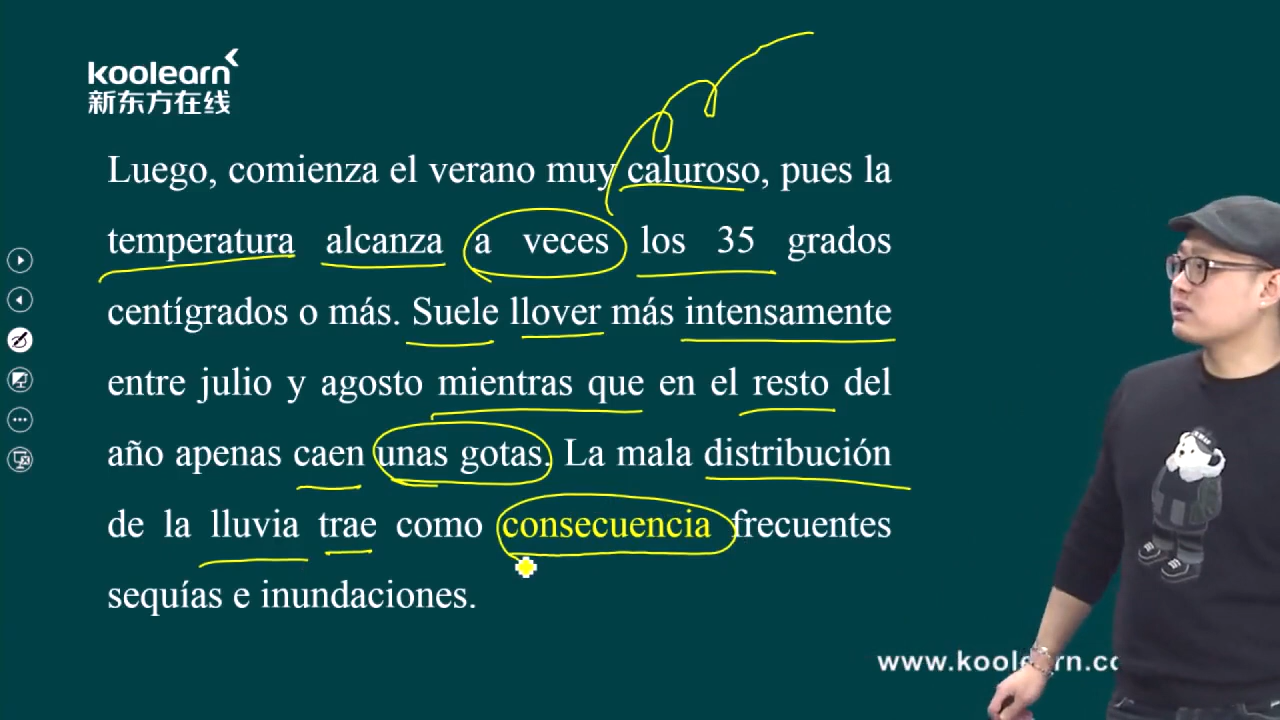 koolearn
新东方在线
Luego, comienza el verano muy caluroso, pues la
temperatura alcanza a veces los 35 grados
centígrados o más. Suele llover más intensamente
entre julio y agosto mientras que en el resto del
año apenas caen unas gotas. La mala distribución
de la lluvia trae como consecuencia frecuentes
sequías e inundaciones.
www.koolearn.co